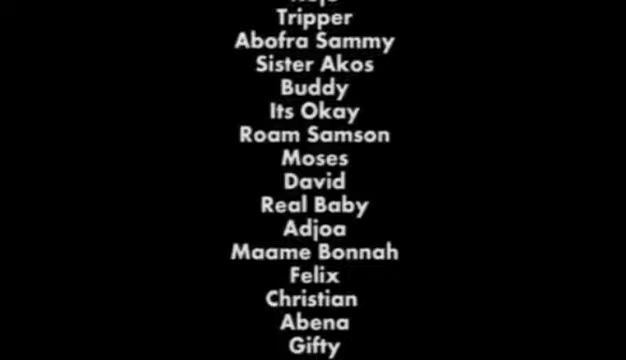 Tripper
Abofra Sammy
Sister Akos
Buddy
Its Okay
Roam Samson
Moses
David
Real Baby
Adjoa
Maame Bonnah
Felix
Christian
Abena
Gifty